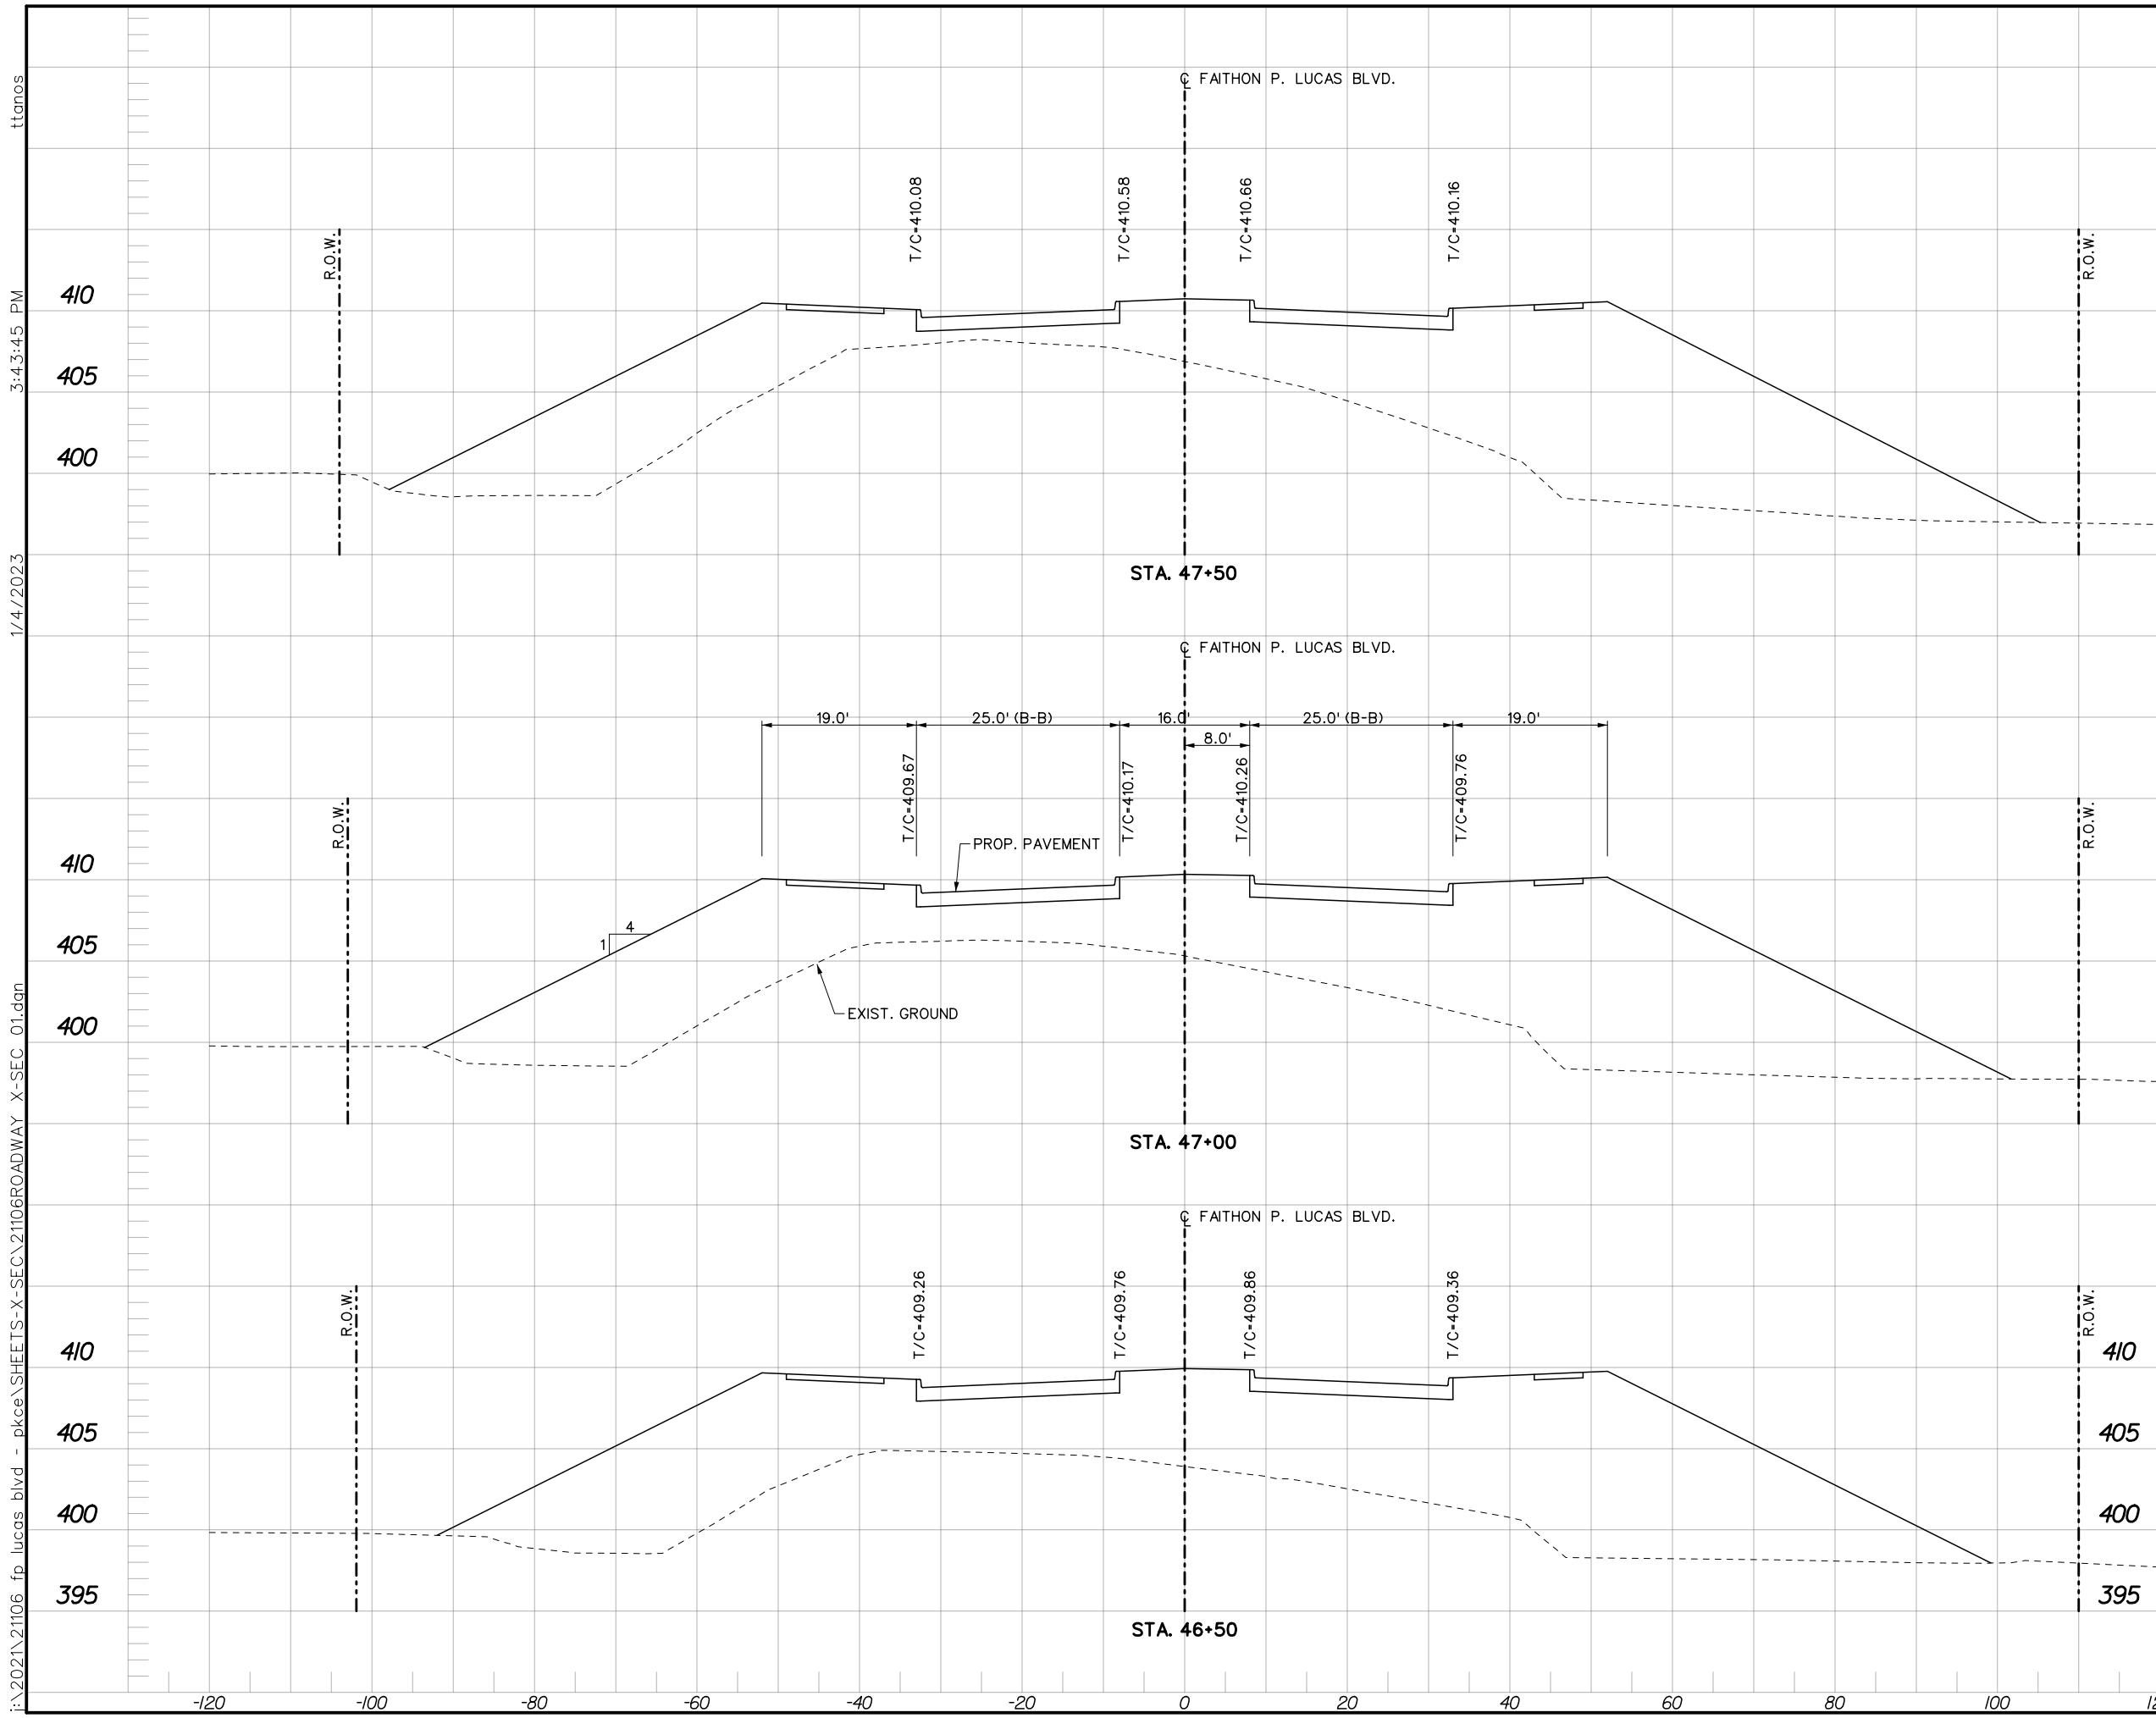 ttanos
3:43:45 PM
1/4/2023
i:\2021\21106 fp lucas blvd - pkce\SHEETS-X-SEC\21106ROADWAY X-SEC 01.dgn
℄ FAITHON P. LUCAS BLVD.
T/C=410.08
T/C=410.58
T/C=410.66
T/C=410.16
R.O.W.
R.O.W.
410
405
400
STA. 47+50
℄ FAITHON P. LUCAS BLVD.
19.0'
25.0' (B-B)
16.0'
25.0' (B-B)
19.0'
8.0'
T/C=409.67
T/C=410.17
T/C=410.26
T/C=409.76
R.O.W.
R.O.W.
PROP. PAVEMENT
410
4
1
405
EXIST. GROUND
400
STA. 47+00
℄ FAITHON P. LUCAS BLVD.
T/C=409.26
T/C=409.76
T/C=409.86
T/C=409.36
R.O.W.
R.O.W.
410 410
405 405
400 400
395 395
STA. 46+50
-120 -100 -80 -60 -40 -20 0 20 40 60 80 100